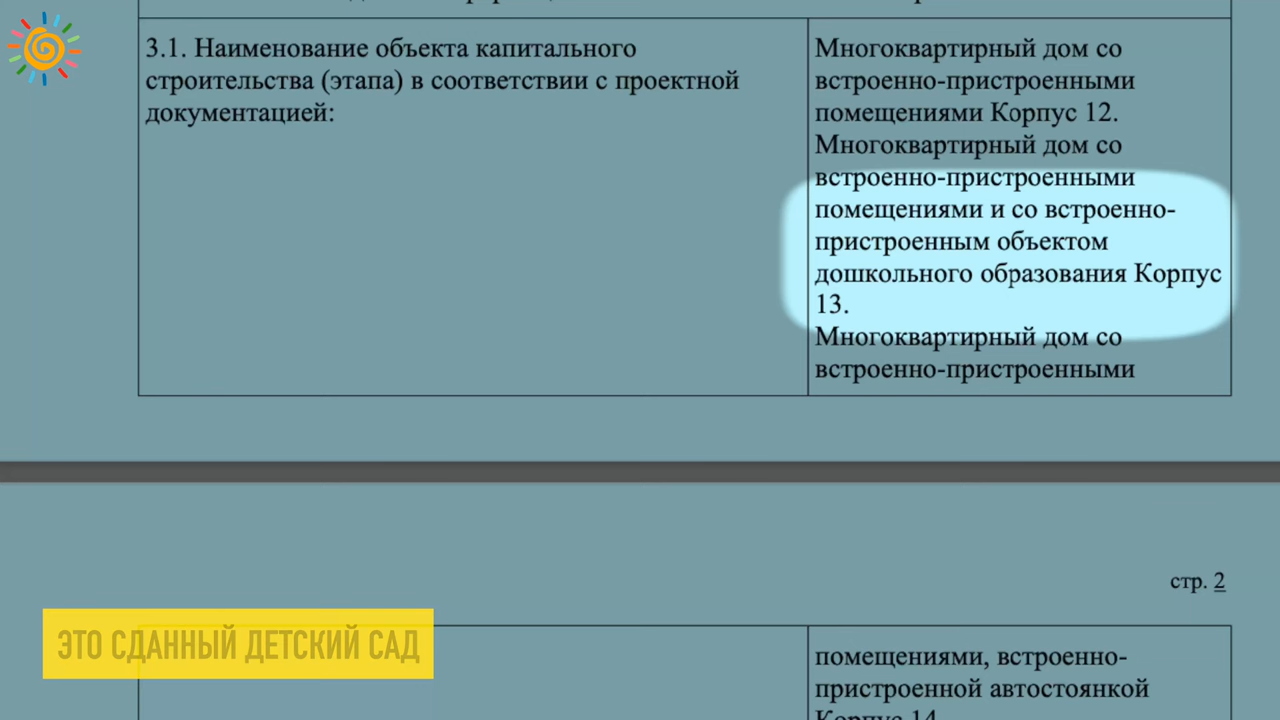 3.1. Наименование объекта капитального
строительства (этапа) в соответствии с проектной
документацией:
Многоквартирный дом со
встроенно-пристроенными
помещениями Корпус 12.
Многоквартирный дом со
встроенно-пристроенными
помещениями и со встроенно-
пристроенным объектом
дошкольного образования Корпус
13.
Многоквартирный дом со
встроенно-пристроенными
стр. 2
ЭТО СДАННЫЙ ДЕТСКИЙ САД
помещениями, встроенно-
пристроенной автостоянкой
Корпус 14